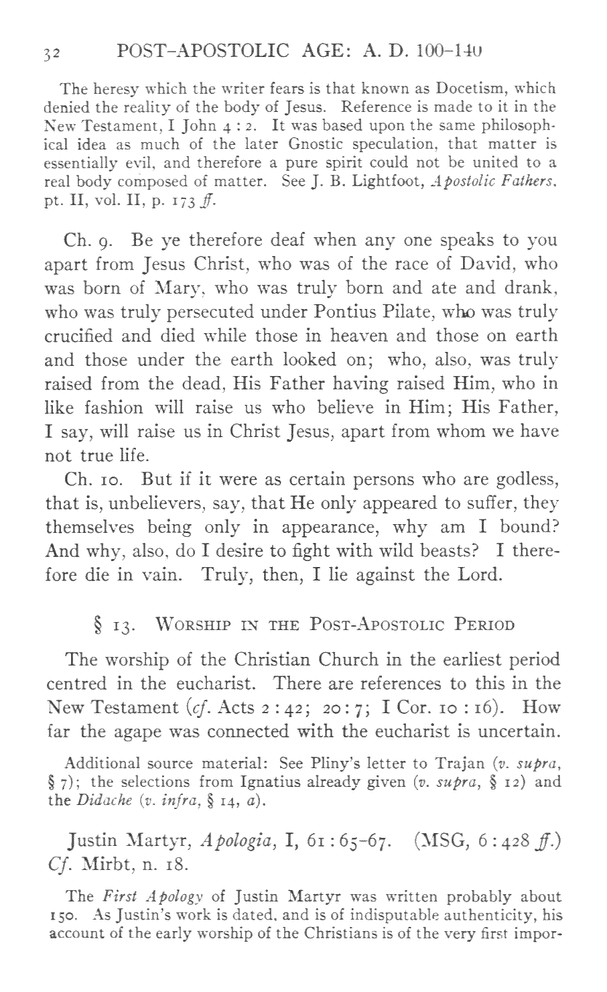 32 POST–APOSTOLIC AGE: A. D. 100–140
The heresy which the writer fears is that known as Docetism, which
denied the reality of the body of Jesus. Reference is made to it in the
New Testament, I John 4 : 2. It was based upon the same philosoph-
ical idea as much of the later Gnostic speculation, that matter is
essentially evil, and therefore a pure spirit could not be united to a
real body composed of matter. See J. B. Lightfoot, Apostolic Fathers,
pt. II, vol. II, p. 173 ff.
Ch. 9. Be ye therefore deaf when any one speaks to you
apart from Jesus Christ, who was of the race of David, who
was born of Mary, who was truly born and ate and drank,
who was truly persecuted under Pontius Pilate, who was truly
crucified and died while those in heaven and those on earth
and those under the earth looked on; who, also, was truly
raised from the dead, His Father having raised Him, who in
like fashion will raise us who believe in Him; His Father,
I say, will raise us in Christ Jesus, apart from whom we have
not true life.
Ch. 10. But if it were as certain persons who are godless,
that is, unbelievers, say, that He only appeared to suffer, they
themselves being only in appearance, why am I bound?
And why, also, do I desire to fight with wild beasts? I there-
fore die in vain. Truly, then, I lie against the Lord.
§ 13. Worship in the Post-Apostolic Period
The worship of the Christian Church in the earliest period
centred in the eucharist. There are references to this in the
New Testament (cf. Acts 2 : 42; 20 : 7; I Cor. 10 : 16). How
far the agape was connected with the eucharist is uncertain.
Additional source material: See Pliny's letter to Trajan (v. supra,
§ 7); the selections from Ignatius already given (v. supra, § 12) and
the Didache (v. infra, § 14, a).
Justin Martyr, Apologia, I, 61 : 65–67. (MSG, 6 : 428 ff.)
Cf. Mirbt, n. 18.
The First Apology of Justin Martyr was written probably about
150. As Justin's work is dated, and is of indisputable authenticity, his
account of the early worship of the Christians is of the very first impor-